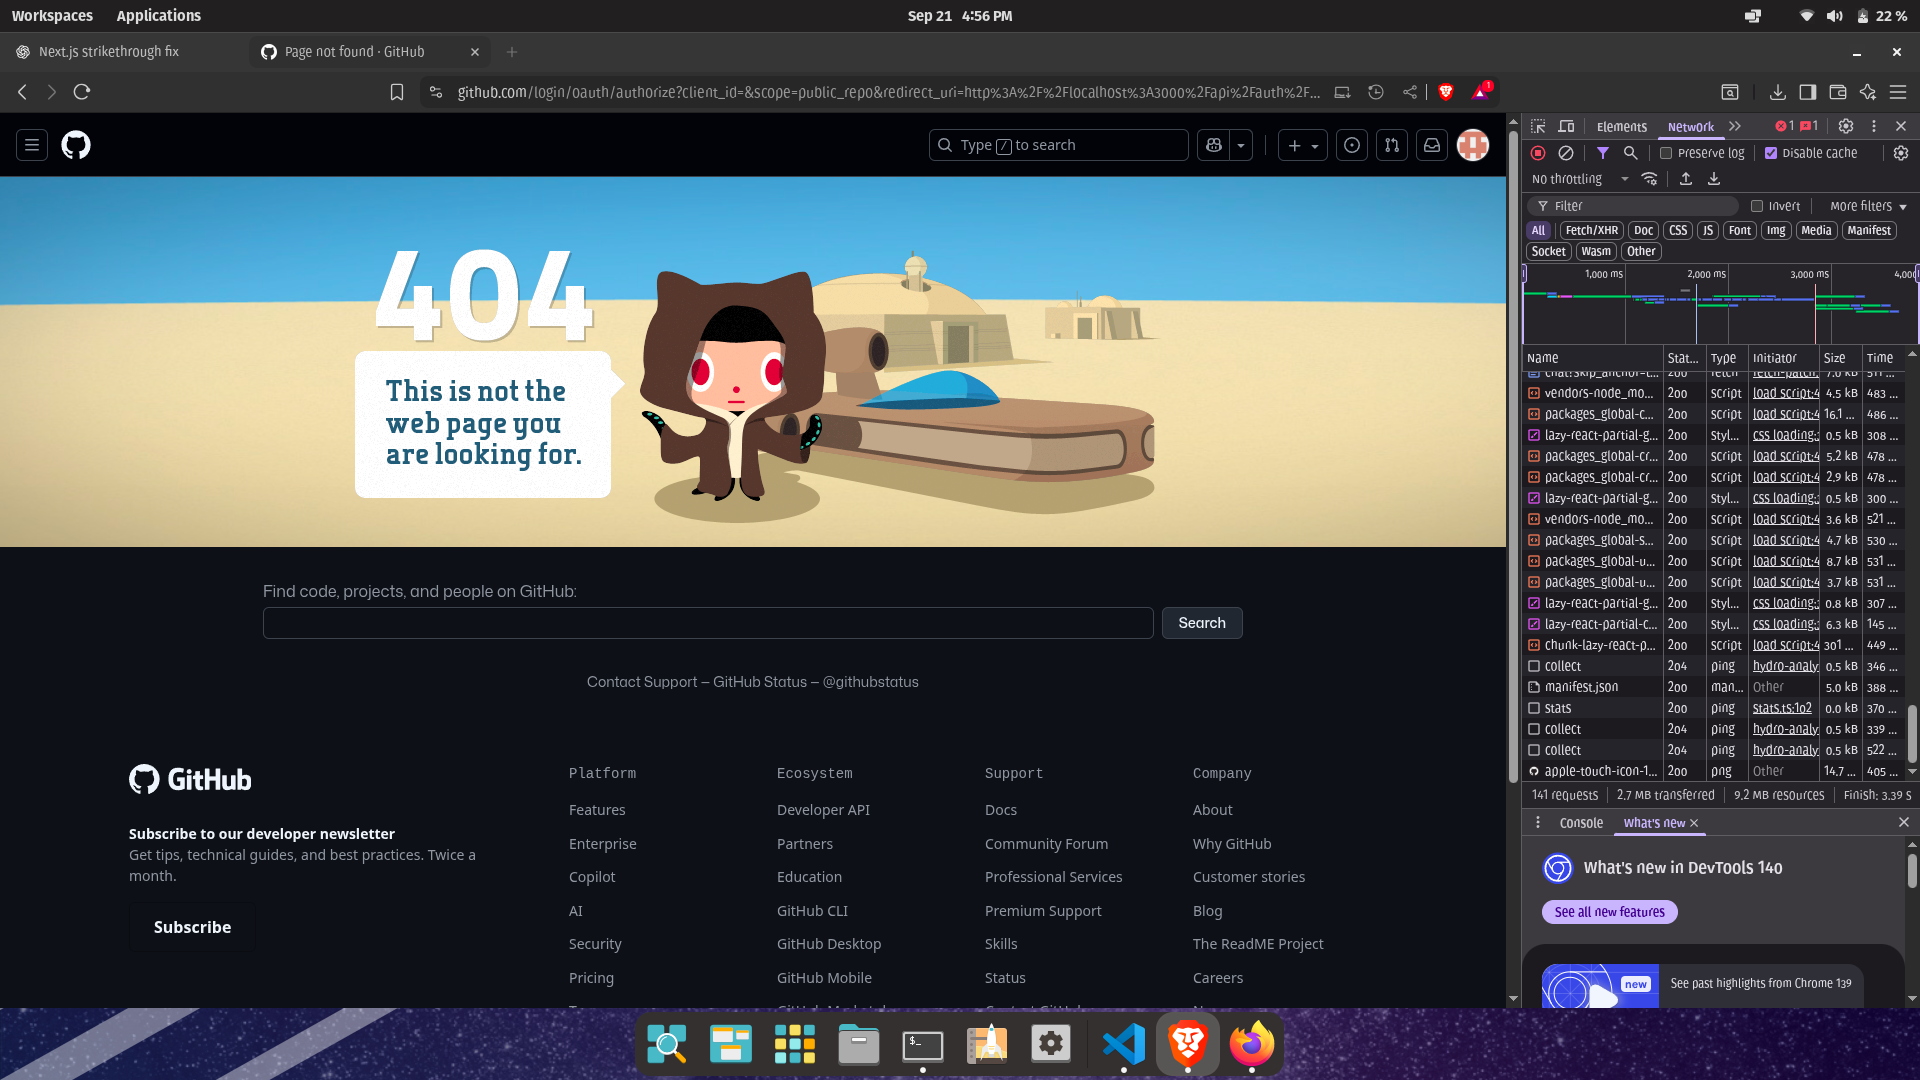 Workspaces Applications Sep 21 4:56 PM 22 %
Next.js strikethrough fix Page not found · GitHub
github.com/login/oauth/authorize?client_id=&scope=public_repo&redirect_uri=http%3A%2F%2Flocalhost%3A3000%2Fapi%2Fauth%2F... 1
Type / to search
404
This is not the
web page you
are looking for.
Find code, projects, and people on GitHub:
Search
Contact Support — GitHub Status — @githubstatus
GitHub
Subscribe to our developer newsletter
Get tips, technical guides, and best practices. Twice a
month.
Subscribe
Platform
Features
Enterprise
Copilot
AI
Security
Pricing
Ecosystem
Developer API
Partners
Education
GitHub CLI
GitHub Desktop
GitHub Mobile
Support
Docs
Community Forum
Professional Services
Premium Support
Skills
Status
Company
About
Why GitHub
Customer stories
Blog
The ReadME Project
Careers
Elements Network 1 1
Preserve log Disable cache
No throttling
Filter Invert More filters
All Fetch/XHR Doc CSS JS Font Img Media Manifest
Socket Wasm Other
1,000 ms 2,000 ms 3,000 ms 4,000
Name Stat... Type Initiator Size Time
vendors-node_mo... 200 script load script:4 4.5 kB 483 ...
packages_global-c... 200 script load script:4 16.1 ... 486 ...
lazy-react-partial-g... 200 styl... css loading: 0.5 kB 308 ...
packages_global-cr... 200 script load script:4 5.2 kB 478 ...
packages_global-cr... 200 script load script:4 2.9 kB 478 ...
lazy-react-partial-g... 200 styl... css loading: 0.5 kB 300 ...
vendors-node_mo... 200 script load script:4 3.6 kB 521 ...
packages_global-s... 200 script load script:4 4.7 kB 530 ...
packages_global-u... 200 script load script:4 8.7 kB 531 ...
packages_global-u... 200 script load script:4 3.7 kB 531 ...
lazy-react-partial-g... 200 styl... css loading: 0.8 kB 307 ...
lazy-react-partial-c... 200 styl... css loading: 6.3 kB 145 ...
chunk-lazy-react-p... 200 script load script:4 301 ... 449 ...
collect 204 ping hydro-analy 0.5 kB 346 ...
manifest.json 200 man... Other 5.0 kB 388 ...
stats 200 ping stats.ts:102 0.0 kB 370 ...
collect 204 ping hydro-analy 0.5 kB 339 ...
collect 204 ping hydro-analy 0.5 kB 522 ...
apple-touch-icon-1... 200 png Other 14.7 ... 405 ...
141 requests 2.7 MB transferred 9.2 MB resources Finish: 3.39 s
Console What's new
What's new in DevTools 140
See all new features
new See past highlights from Chrome 139